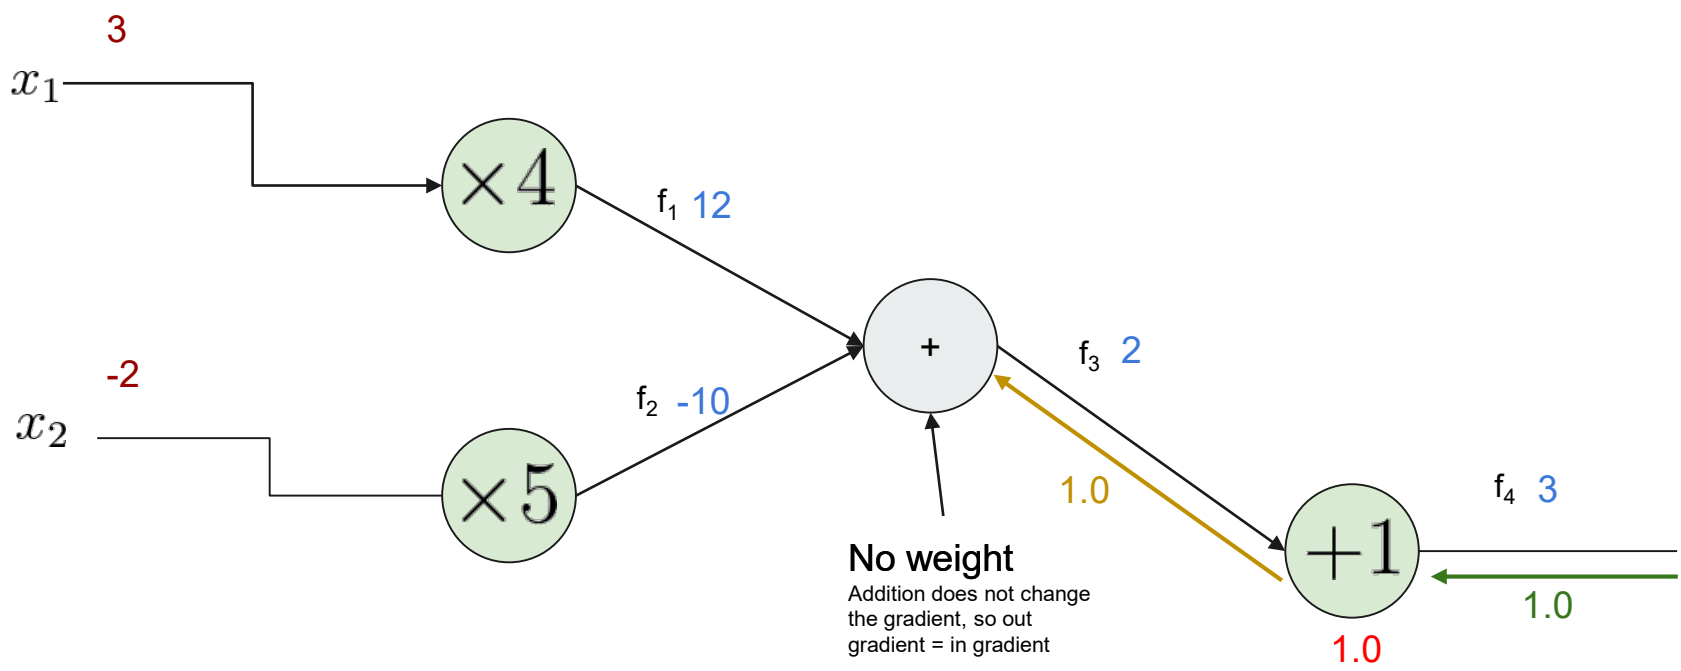 3
x₁
×4
f₁ 12
-2
x₂
×5
f₂ -10
+
f₃ 2
1.0
No weight
Addition does not change
the gradient, so out
gradient = in gradient
+1
1.0
f₄ 3
1.0